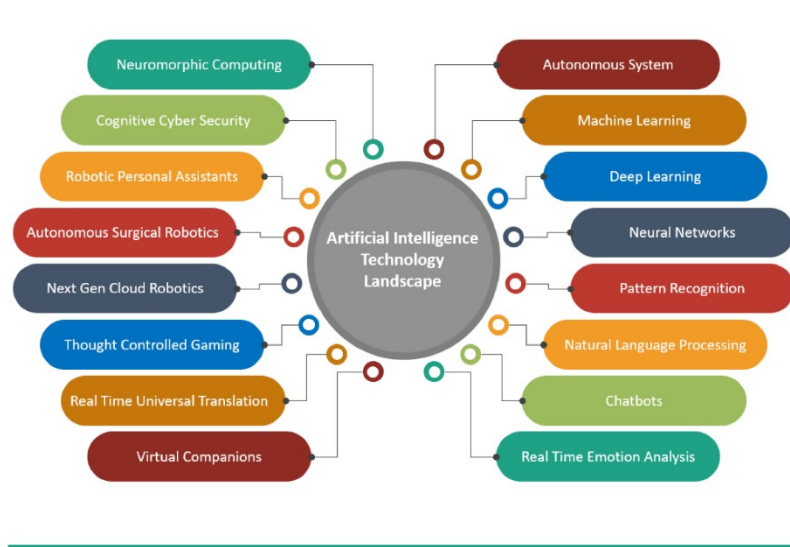 Neuromorphic Computing
Cognitive Cyber Security
Robotic Personal Assistants
Autonomous Surgical Robotics
Next Gen Cloud Robotics
Thought Controlled Gaming
Real Time Universal Translation
Virtual Companions
Artificial Intelligence
Technology
Landscape
Autonomous System
Machine Learning
Deep Learning
Neural Networks
Pattern Recognition
Natural Language Processing
Chatbots
Real Time Emotion Analysis